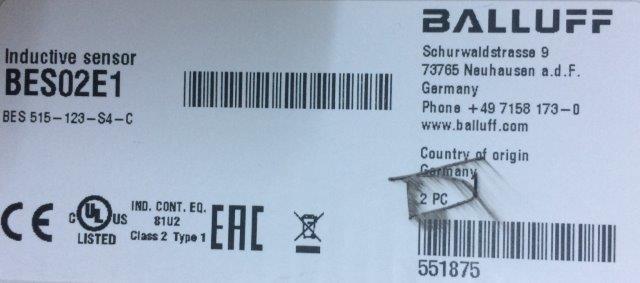 Inductive sensor
BES02E1
BES 515-123-S4-C
BALLUFF
Schurwaldstrasse 9
73765 Neuhausen a.d.F.
Germany
Phone +49 7158 173-0
www.balluff.com
Country of origin
Germany
2 PC
551875
CE
C UL US
LISTED
IND. CONT. EQ.
81U2
Class 2 Type 1
EAC